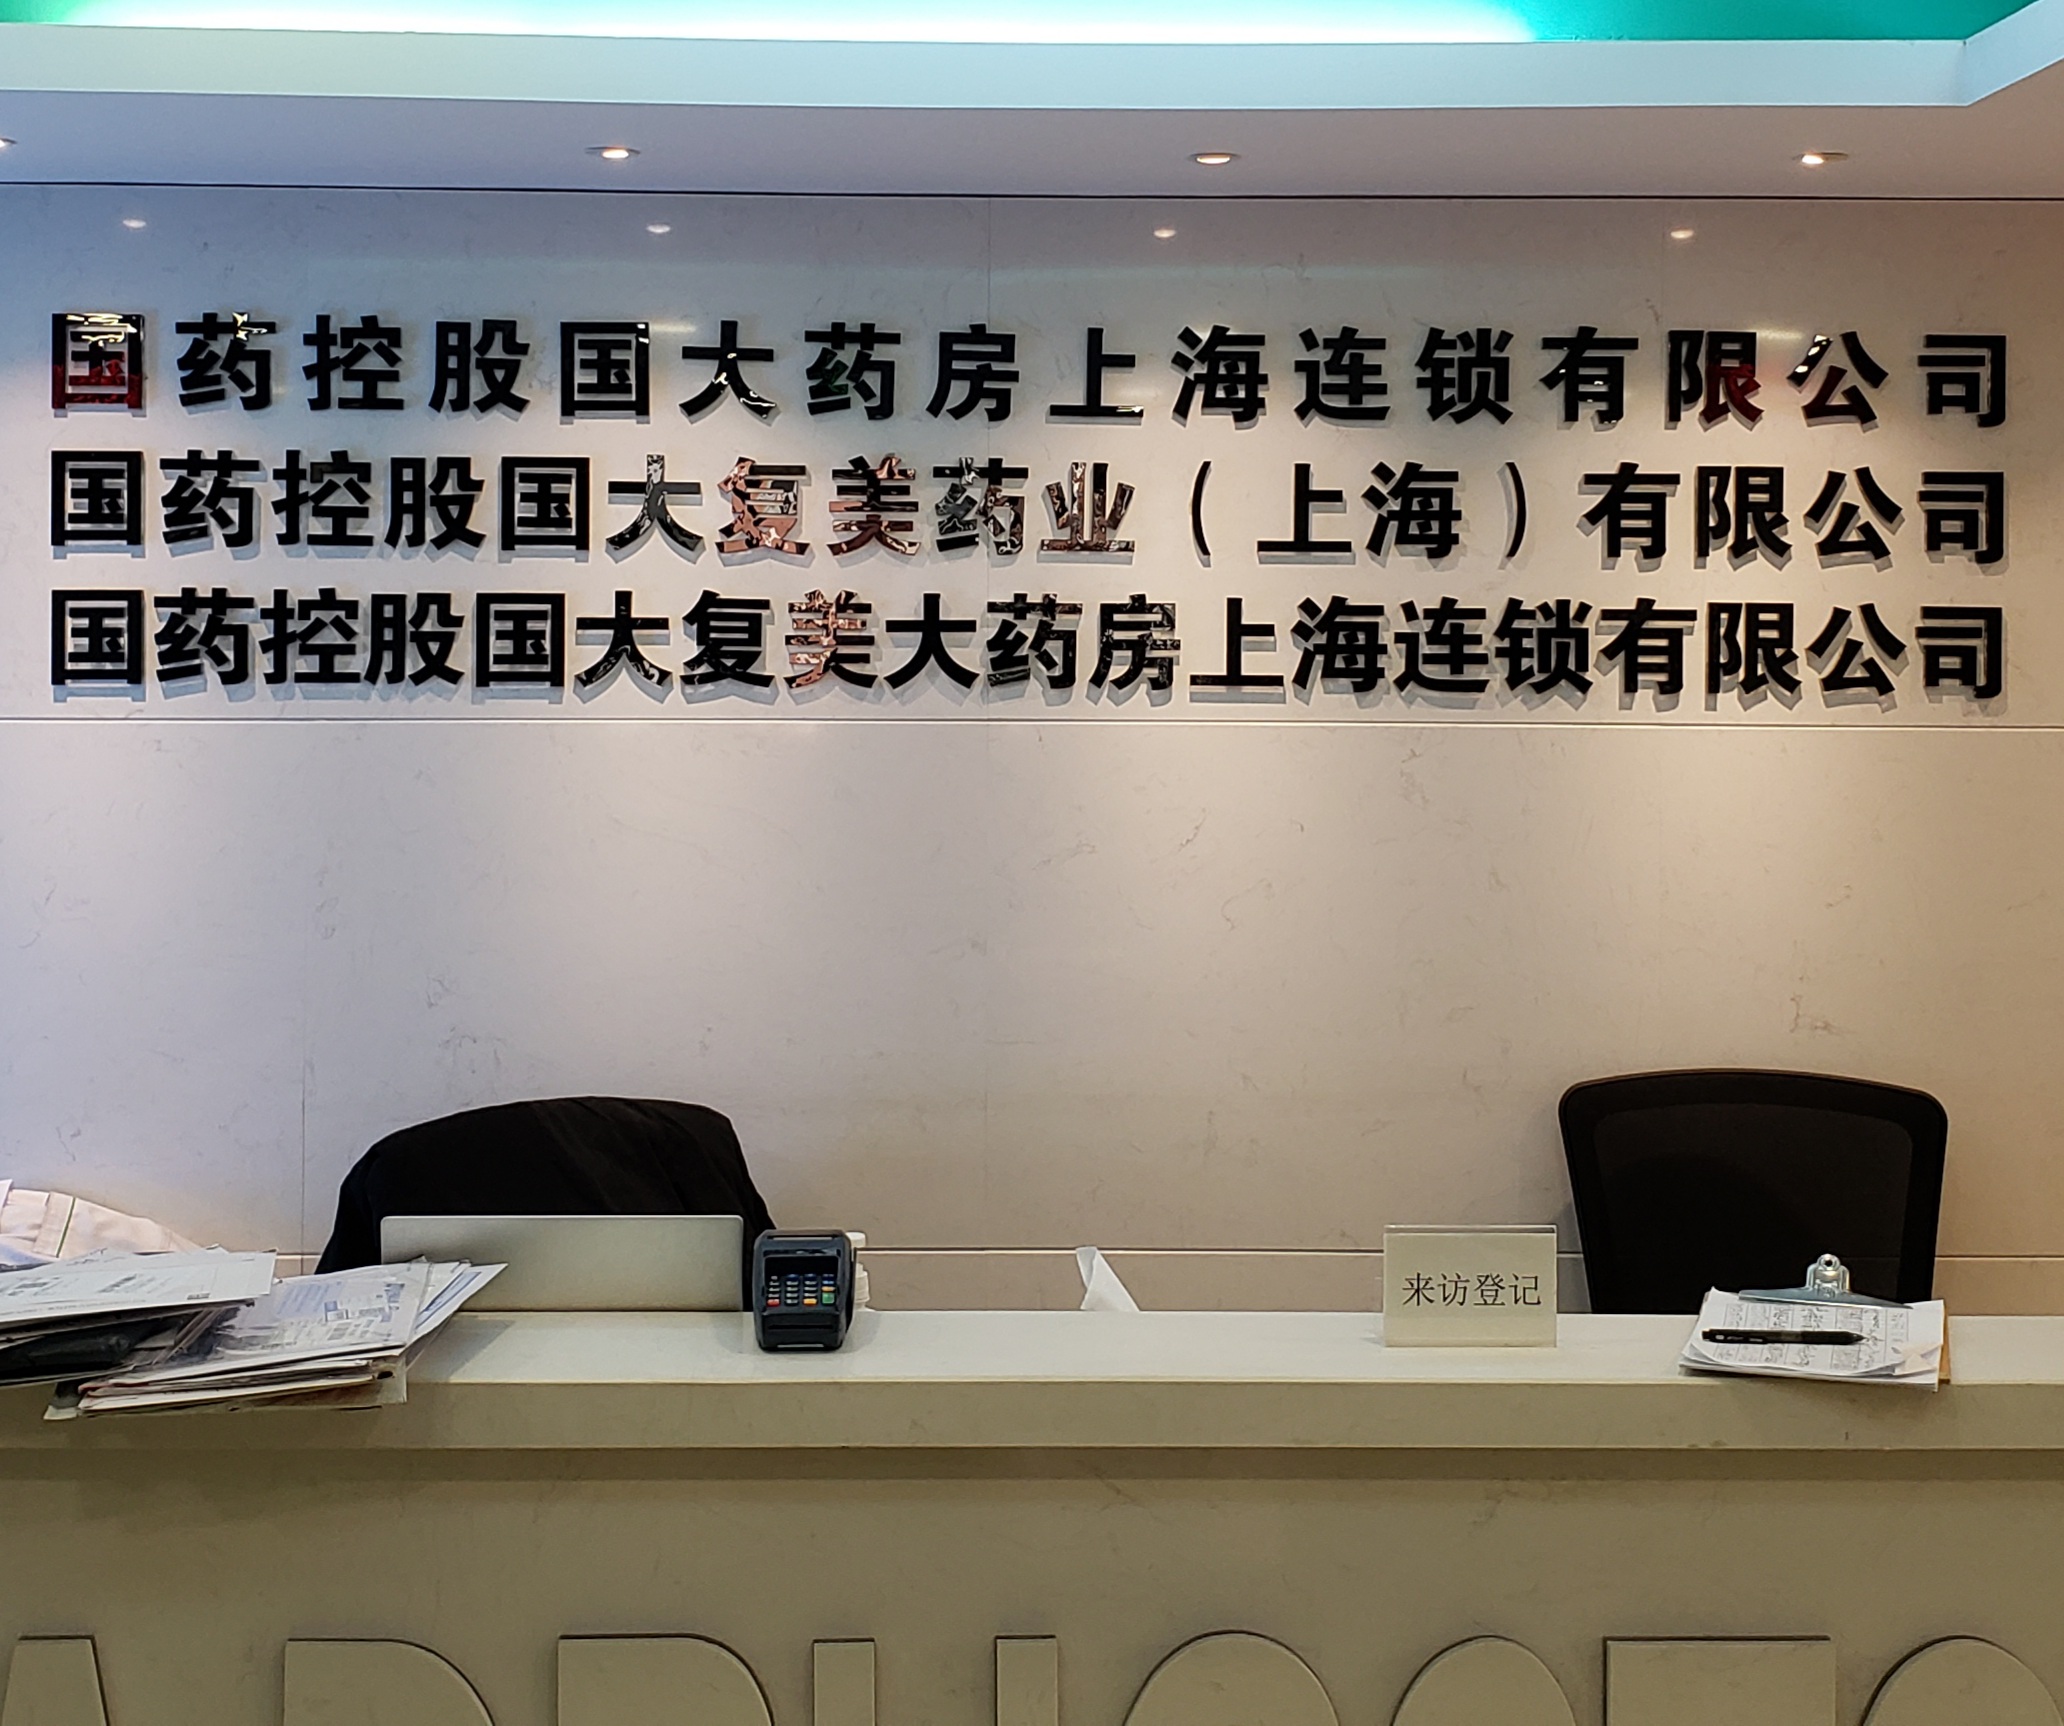 国药控股国大药房上海连锁有限公司
国药控股国大复美药业（上海）有限公司
国药控股国大复美大药房上海连锁有限公司
来访登记